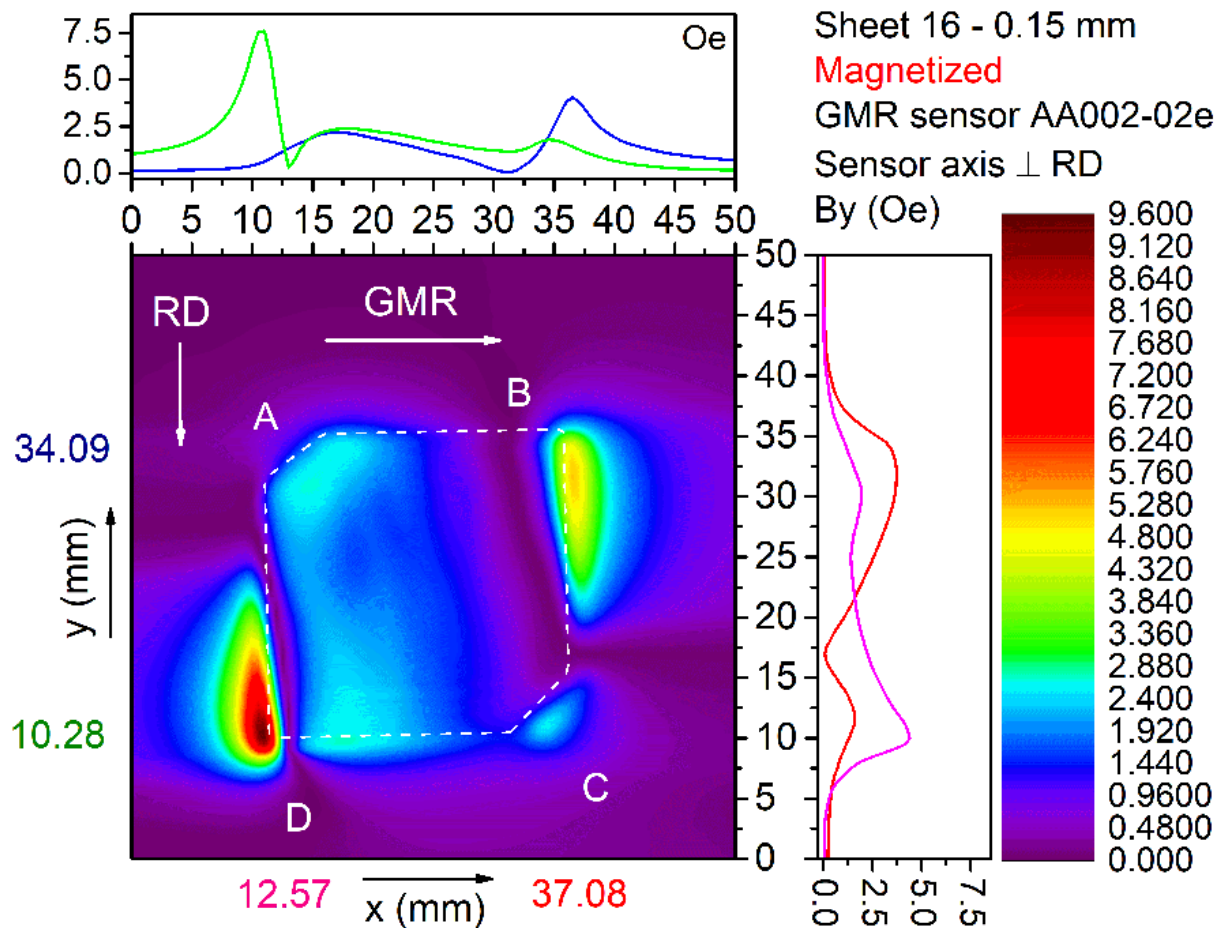 7.5
5.0
2.5
0.0
Oe
0 5 10 15 20 25 30 35 40 45 50
Sheet 16 - 0.15 mm
Magnetized
GMR sensor AA002-02e
Sensor axis ⊥ RD
By (Oe)
RD
GMR
A
B
C
D
34.09
10.28
y (mm)
12.57
x (mm)
37.08
50
45
40
35
30
25
20
15
10
5
0
0.0
2.5
5.0
7.5
9.600
9.120
8.640
8.160
7.680
7.200
6.720
6.240
5.760
5.280
4.800
4.320
3.840
3.360
2.880
2.400
1.920
1.440
0.9600
0.4800
0.000